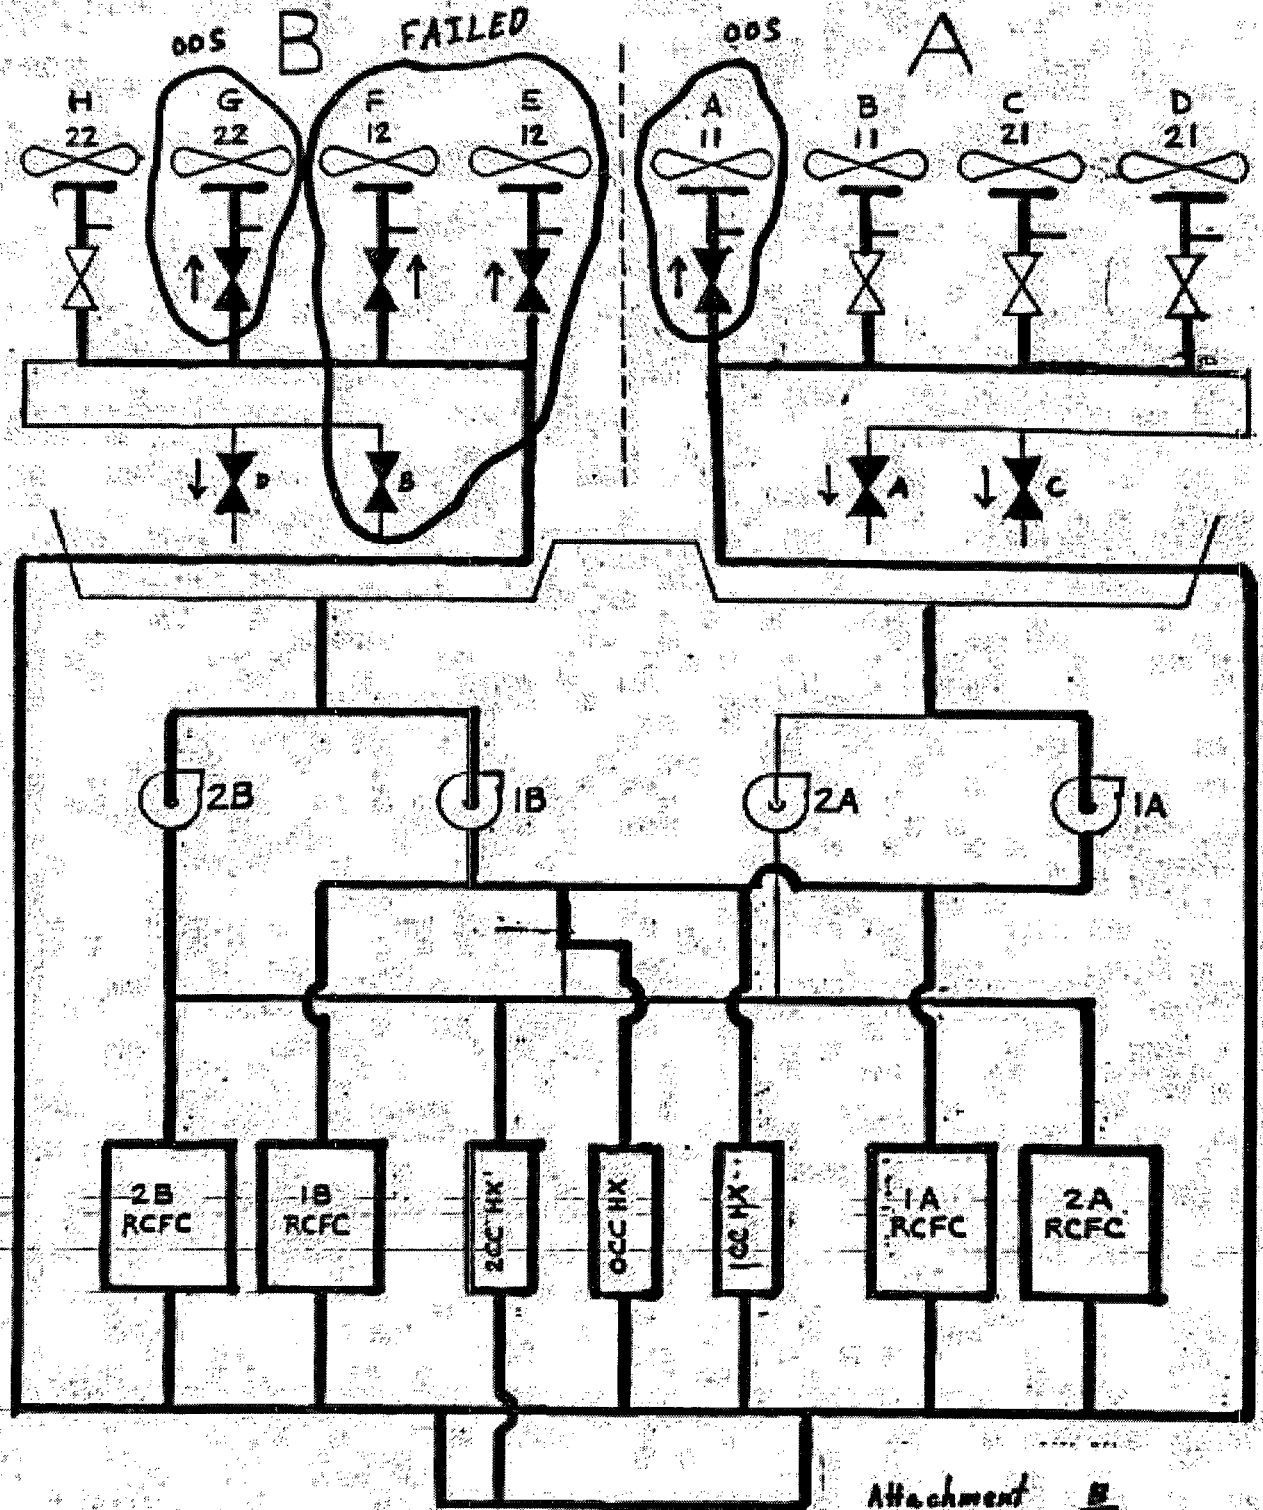 OOS B FAILED OOS A
H G F E A B C D
22 22 12 12 11 11 21 21
D B A C
2B 1B 2A 1A
2B RCFC
1B RCFC
2CC HX
0CC HX
1CC HX
1A RCFC
2A RCFC
Attachment